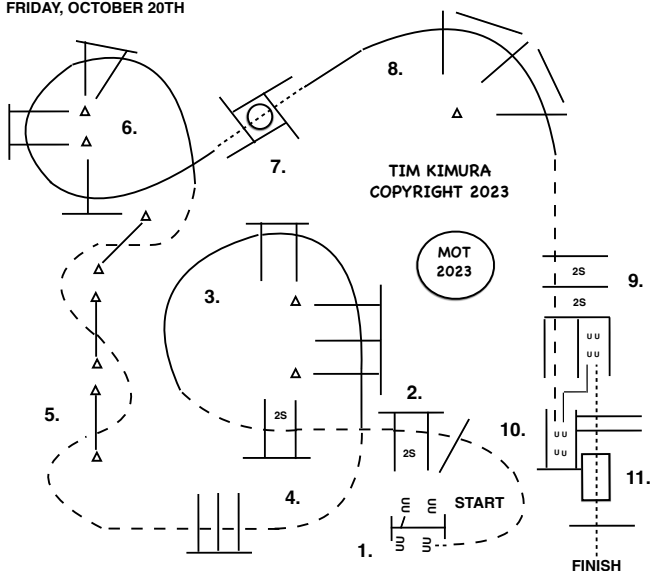 FRIDAY, OCTOBER 20TH
8.
6.
7.
TIM KIMURA
COPYRIGHT 2023
MOT
2023
9.
2S
2S
3.
2.
2S
5.
10.
2S
4.
START
11.
1.
FINISH